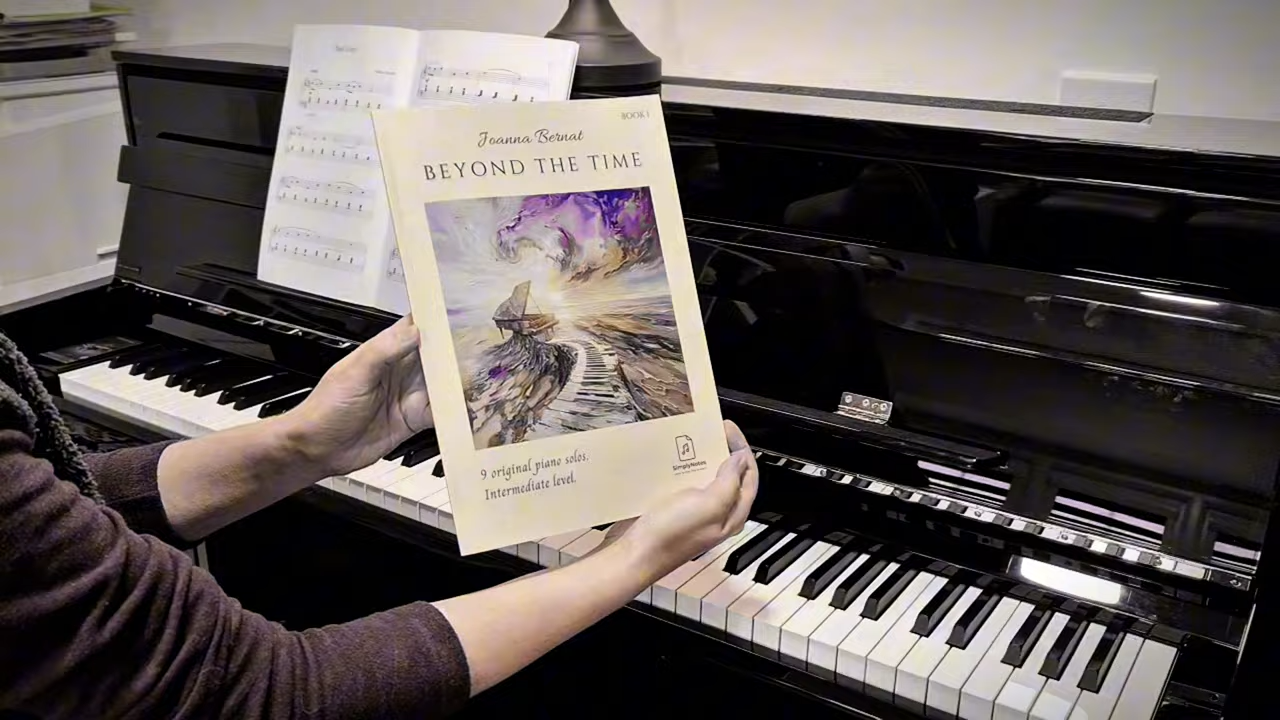 BOOK 1
Joanna Bernat
BEYOND THE TIME
9 original piano solos.
Intermediate level.
SimplyNotes